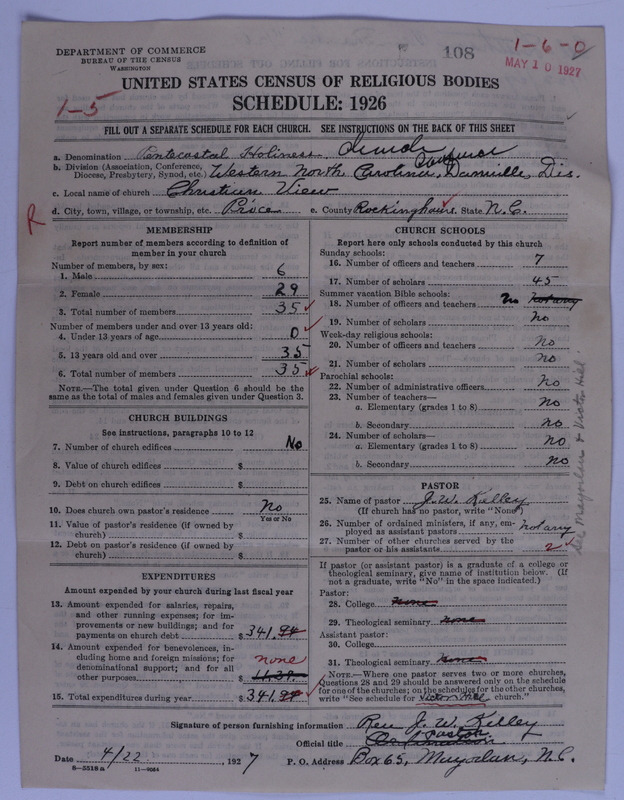 DEPARTMENT OF COMMERCE
BUREAU OF THE CENSUS
WASHINGTON
108
1-6-0
MAY 10 1927
UNITED STATES CENSUS OF RELIGIOUS BODIES
1-5
SCHEDULE: 1926
FILL OUT A SEPARATE SCHEDULE FOR EACH CHURCH. SEE INSTRUCTIONS ON THE BACK OF THIS SHEET
a. Denomination Pentecostal Holiness Church
b. Division (Association, Conference, Diocese, Presbytery, Synod, etc.) Western North Carolina, Danville, Dis.
c. Local name of church Christian View
d. City, town, village, or township, etc. Price e. County Rockingham State N.C.
R
MEMBERSHIP
Report number of members according to definition of member in your church
Number of members, by sex:
1. Male 6
2. Female 29
3. Total number of members 35
Number of members under and over 13 years old:
4. Under 13 years of age 0
5. 13 years old and over 35
6. Total number of members 35
NOTE.—The total given under Question 6 should be the same as the total of males and females given under Question 3.
CHURCH BUILDINGS
See instructions, paragraphs 10 to 12
7. Number of church edifices No
8. Value of church edifices $
9. Debt on church edifices $
10. Does church own pastor's residence No
Yes or No
11. Value of pastor's residence (if owned by church) $
12. Debt on pastor's residence (if owned by church) $
EXPENDITURES
Amount expended by your church during last fiscal year
13. Amount expended for salaries, repairs, and other running expenses; for improvements or new buildings; and for payments on church debt $341.94
14. Amount expended for benevolences, including home and foreign missions; for denominational support; and for all other purposes none $
15. Total expenditures during year $341.94
CHURCH SCHOOLS
Report here only schools conducted by this church
Sunday schools:
16. Number of officers and teachers 7
17. Number of scholars 45
Summer vacation Bible schools:
18. Number of officers and teachers no not any
19. Number of scholars no
Week-day religious schools:
20. Number of officers and teachers no
21. Number of scholars no
Parochial schools:
22. Number of administrative officers no
23. Number of teachers—
a. Elementary (grades 1 to 8) no
b. Secondary no
24. Number of scholars—
a. Elementary (grades 1 to 8) no
b. Secondary no
See Mayodan & Victor Hill
PASTOR
25. Name of pastor J.W. Kelley
(If church has no pastor, write "None")
26. Number of ordained ministers, if any, employed as assistant pastors not any
27. Number of other churches served by the pastor or his assistants 2
If pastor (or assistant pastor) is a graduate of a college or theological seminary, give name of institution below. (If not a graduate, write "No" in the space indicated.)
Pastor:
28. College None
29. Theological seminary none
Assistant pastor:
30. College
31. Theological seminary None
NOTE.—Where one pastor serves two or more churches, Questions 28 and 29 should be answered only on the schedule for one of the churches; on the schedules for the other churches, write "See schedule for Victor Hill church."
Signature of person furnishing information Rev J. W. Kelley
Official title Pastor
Date 4/22, 1927 P. O. Address Box 65, Mayodan, N.C.
8-5518a 11-9064